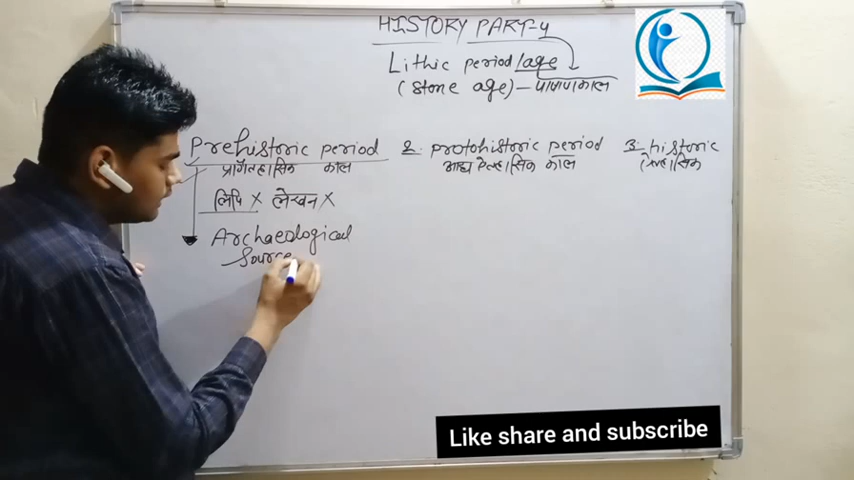 HISTORY PART-4
Lithic period/age
(Stone age) – पाषाणकाल
Prehistoric period
प्रागैतिहासिक काल
2. protohistoric period
आद्य ऐतिहासिक काल
3. historic
ऐतिहासिक
लिपि X लेखन X
Archaeological
Source
Like share and subscribe